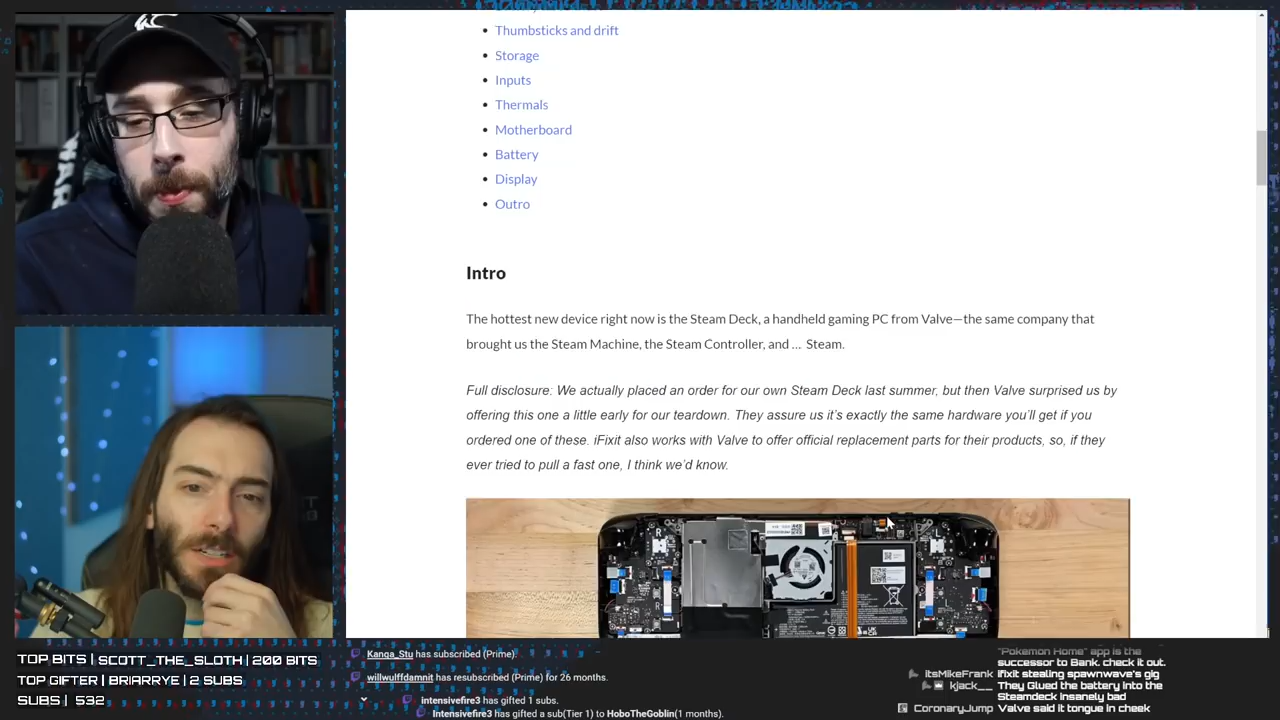 Thumbsticks and drift
Storage
Inputs
Thermals
Motherboard
Battery
Display
Outro
Intro
The hottest new device right now is the Steam Deck, a handheld gaming PC from Valve—the same company that
brought us the Steam Machine, the Steam Controller, and … Steam.
Full disclosure: We actually placed an order for our own Steam Deck last summer, but then Valve surprised us by
offering this one a little early for our teardown. They assure us it's exactly the same hardware you'll get if you
ordered one of these. iFixit also works with Valve to offer official replacement parts for their products, so, if they
ever tried to pull a fast one, I think we'd know.
TOP BITS | SCOTT_THE_SLOTH | 200 BITS
TOP GIFTER | BRIARRYE | 2 SUBS
SUBS | 532
Kanga_Stu has subscribed (Prime).
willwulffdamnit has resubscribed (Prime) for 26 months.
intensivefire3 has gifted 1 subs.
Intensivefire3 has gifted a sub(Tier 1) to HoboTheGoblin(1 months).
"Pokemon Home" app is the
successor to Bank. check it out.
ItsMikeFrank ifixit stealing spawnwave's gig
kjack__ They Glued the battery into the
Steamdeck insanely bad
CoronaryJump Valve said it tongue in cheek